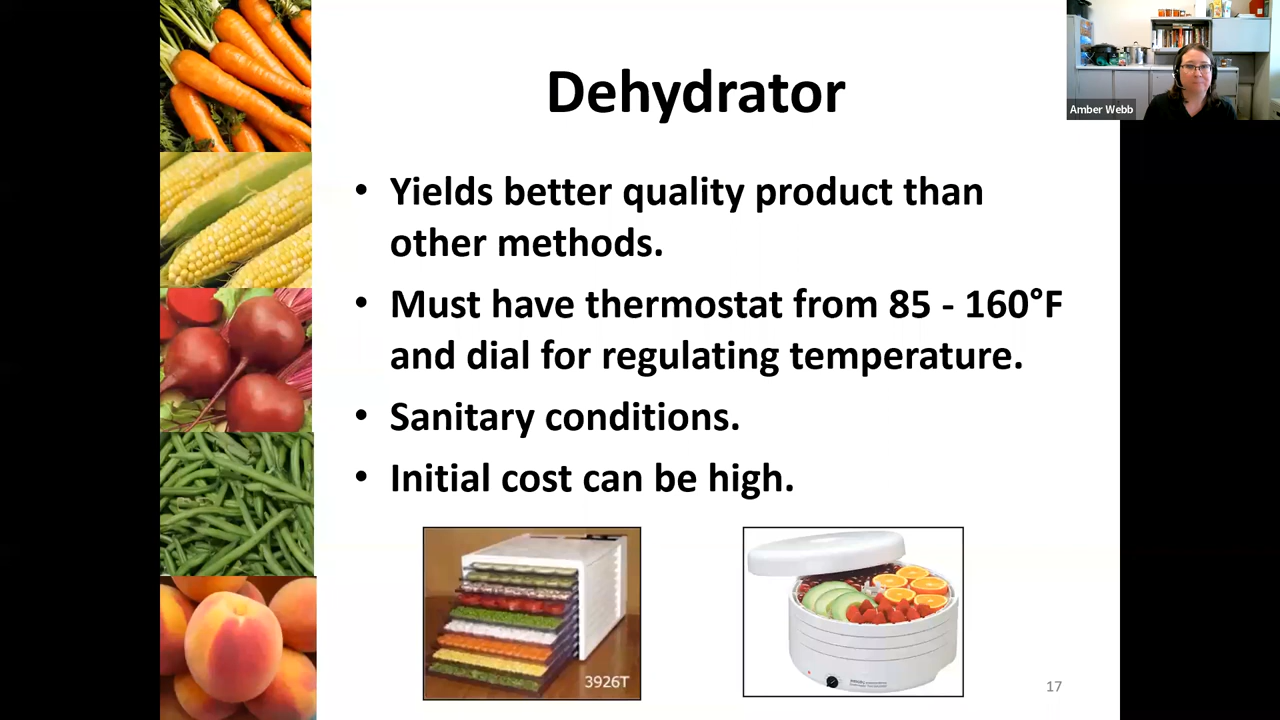 Dehydrator
Amber Webb
• Yields better quality product than
other methods.
• Must have thermostat from 85 - 160°F
and dial for regulating temperature.
• Sanitary conditions.
• Initial cost can be high.
3926T
17